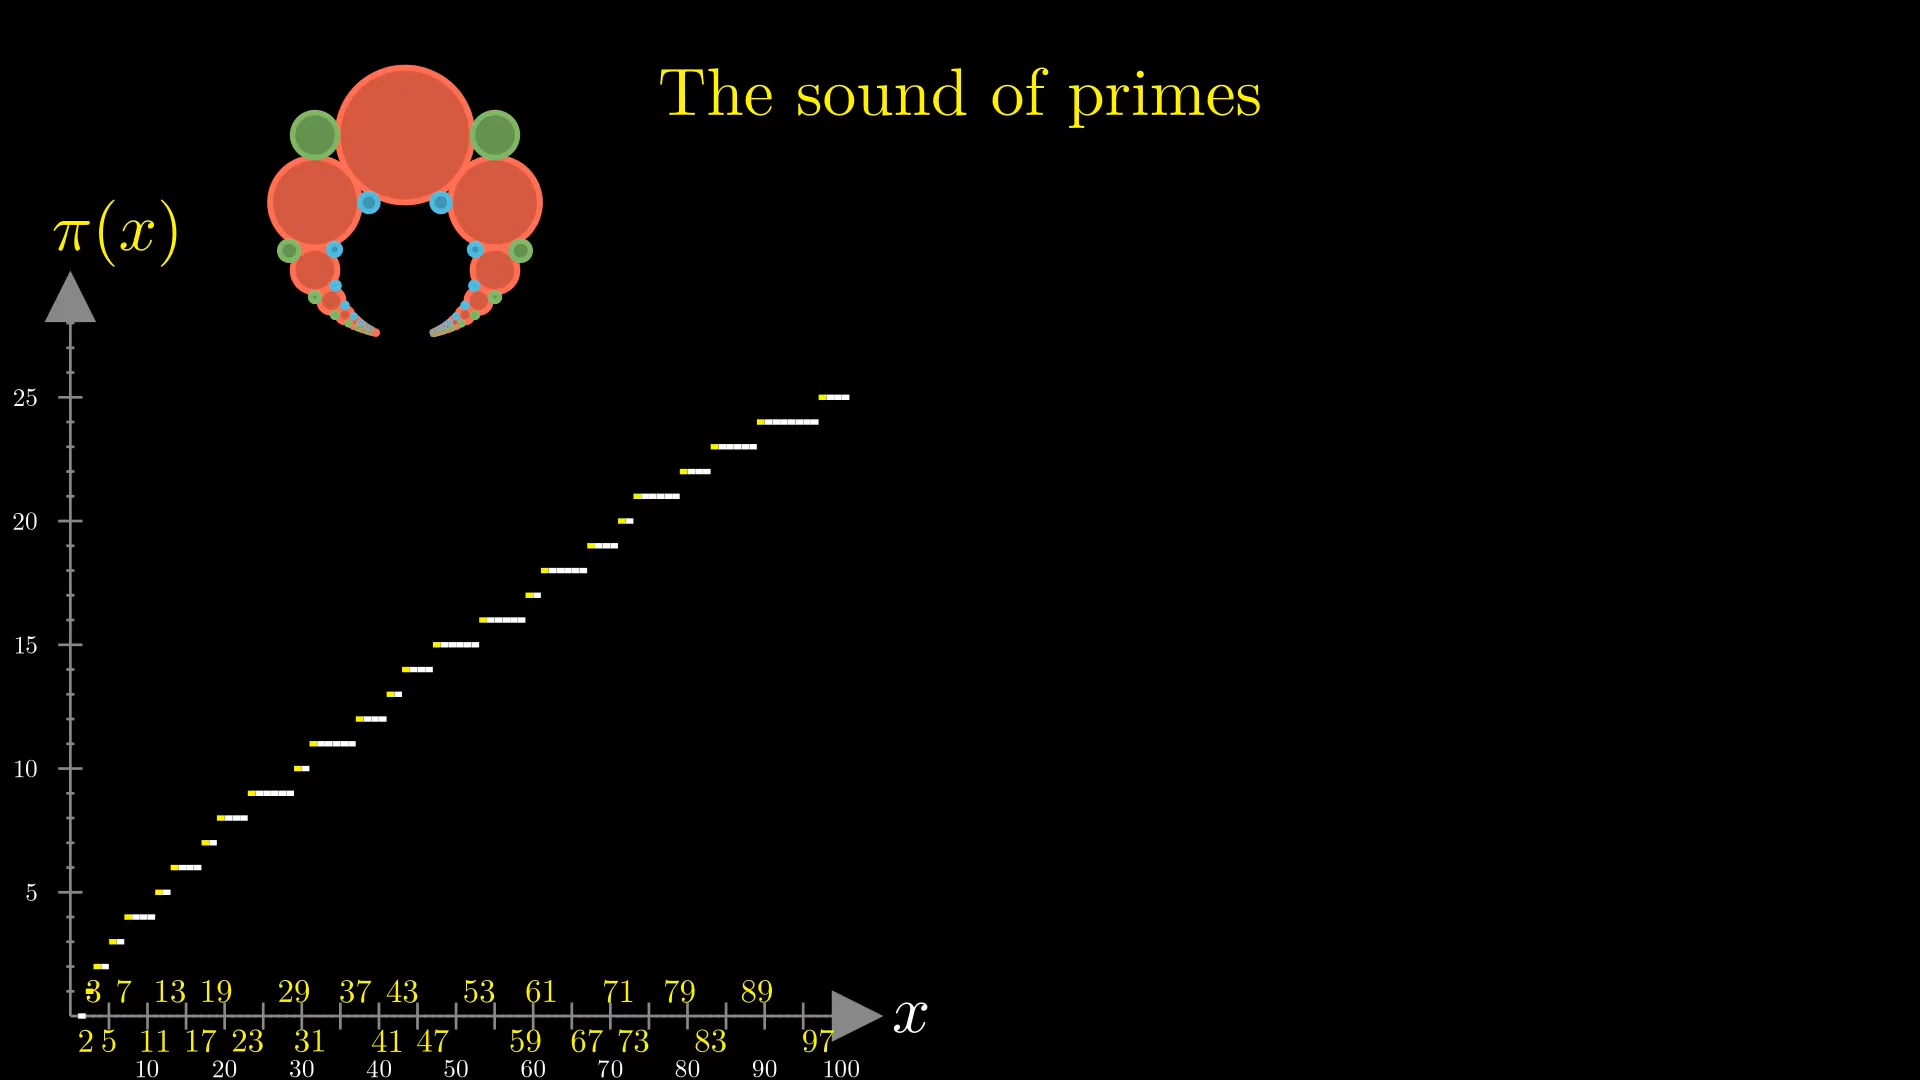 The sound of primes
π(x)
25
20
15
10
5
3 7 13 19 29 37 43 53 61 71 79 89
x
2 5 11 17 23 31 41 47 59 67 73 83 97
10 20 30 40 50 60 70 80 90 100